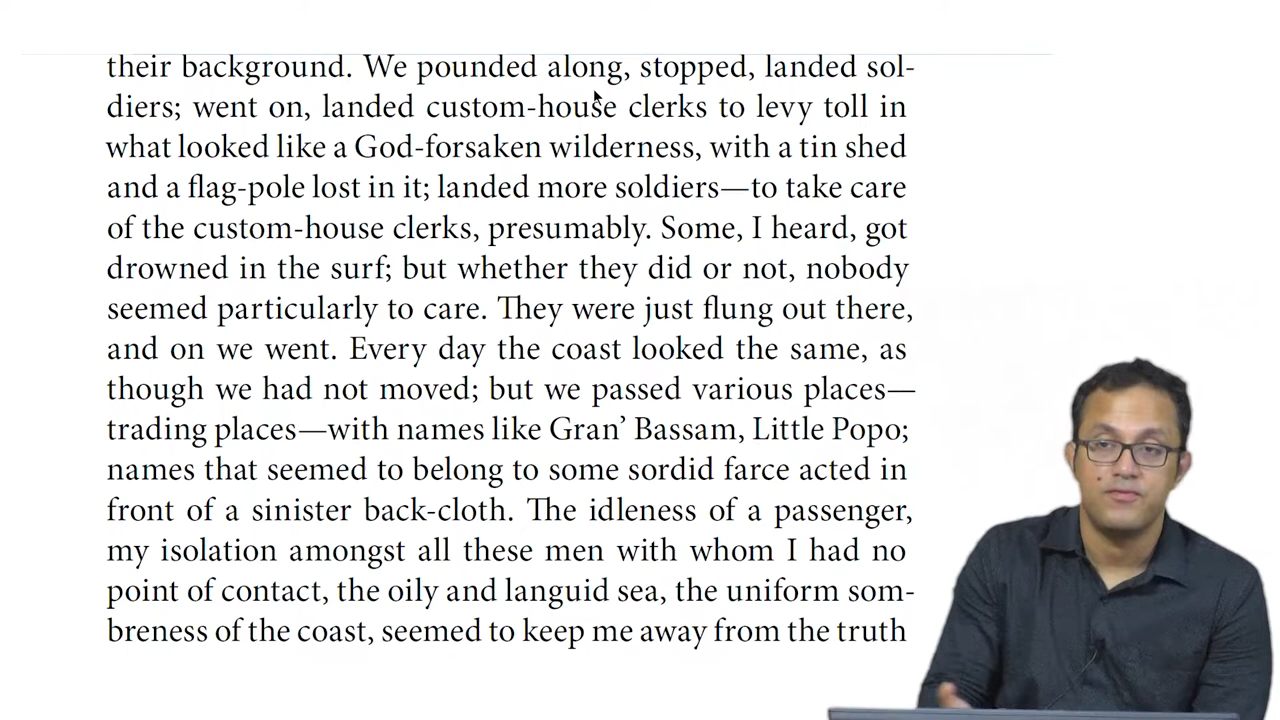 their background. We pounded along, stopped, landed sol-
diers; went on, landed custom-house clerks to levy toll in
what looked like a God-forsaken wilderness, with a tin shed
and a flag-pole lost in it; landed more soldiers—to take care
of the custom-house clerks, presumably. Some, I heard, got
drowned in the surf; but whether they did or not, nobody
seemed particularly to care. They were just flung out there,
and on we went. Every day the coast looked the same, as
though we had not moved; but we passed various places—
trading places—with names like Gran’ Bassam, Little Popo;
names that seemed to belong to some sordid farce acted in
front of a sinister back-cloth. The idleness of a passenger,
my isolation amongst all these men with whom I had no
point of contact, the oily and languid sea, the uniform som-
breness of the coast, seemed to keep me away from the truth